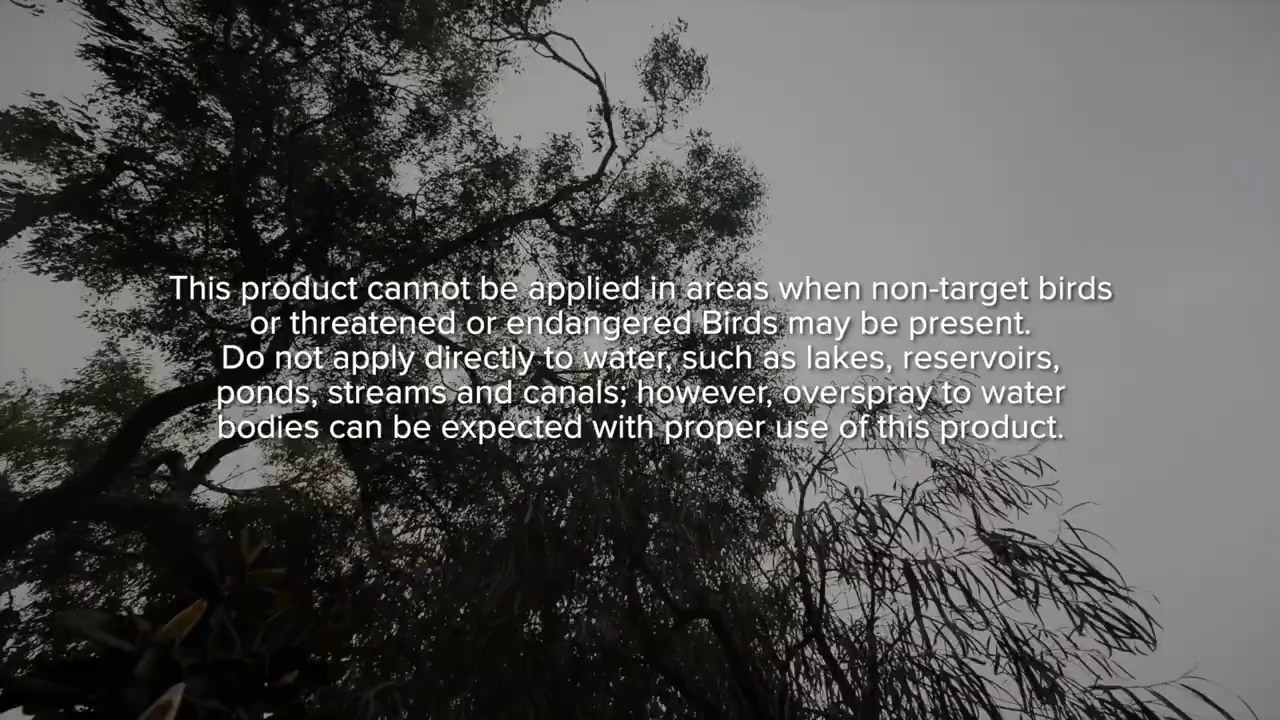 This product cannot be applied in areas when non-target birds
or threatened or endangered Birds may be present.
Do not apply directly to water, such as lakes, reservoirs,
ponds, streams and canals; however, overspray to water
bodies can be expected with proper use of this product.